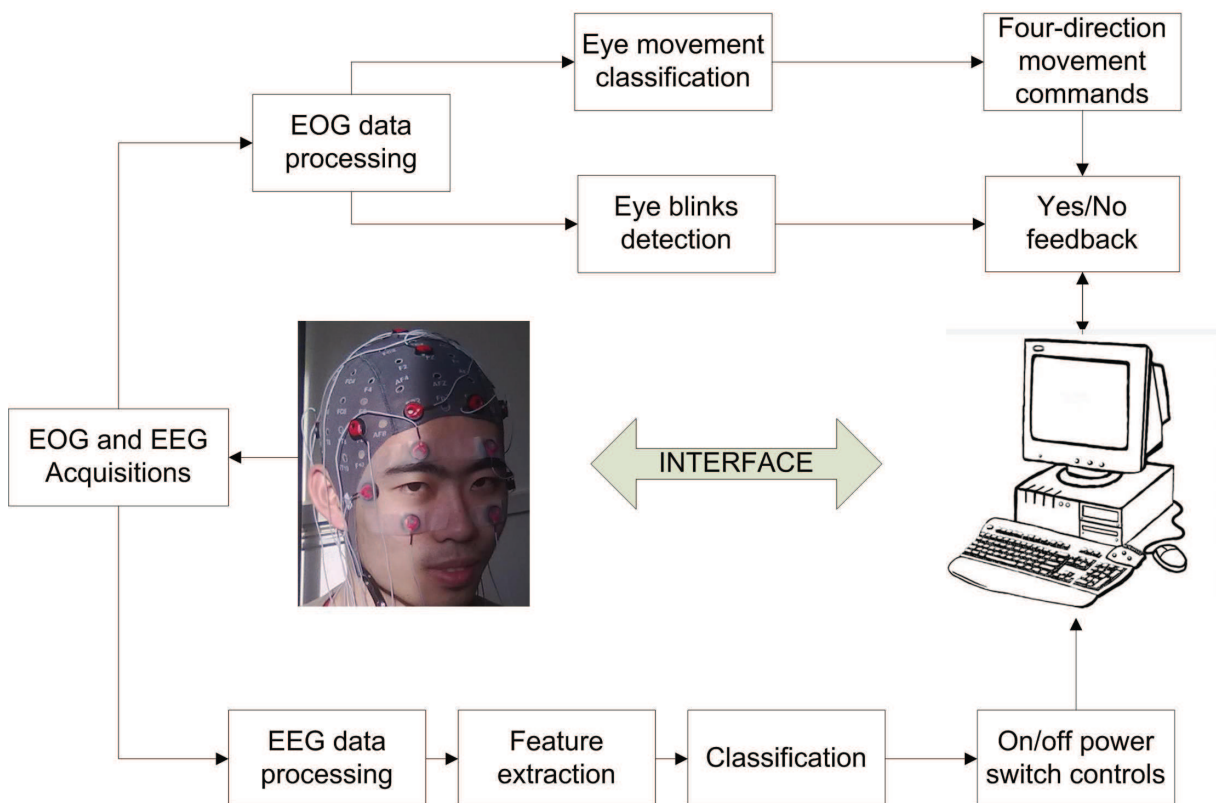 Eye movement
classification
Four-direction
movement
commands
EOG data
processing
Eye blinks
detection
Yes/No
feedback
EOG and EEG
Acquisitions
INTERFACE
EEG data
processing
Feature
extraction
Classification
On/off power
switch controls